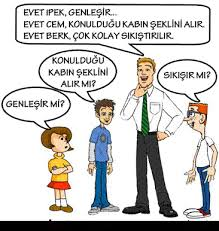 EVET İPEK, GENLEŞİR...
EVET CEM, KONULDUĞU KABIN ŞEKLİNİ ALIR.
EVET BERK, ÇOK KOLAY SIKIŞTIRILIR.
KONULDUĞU
KABIN ŞEKLİNİ
ALIR MI?
SIKIŞIR MI?
GENLEŞİR Mİ?